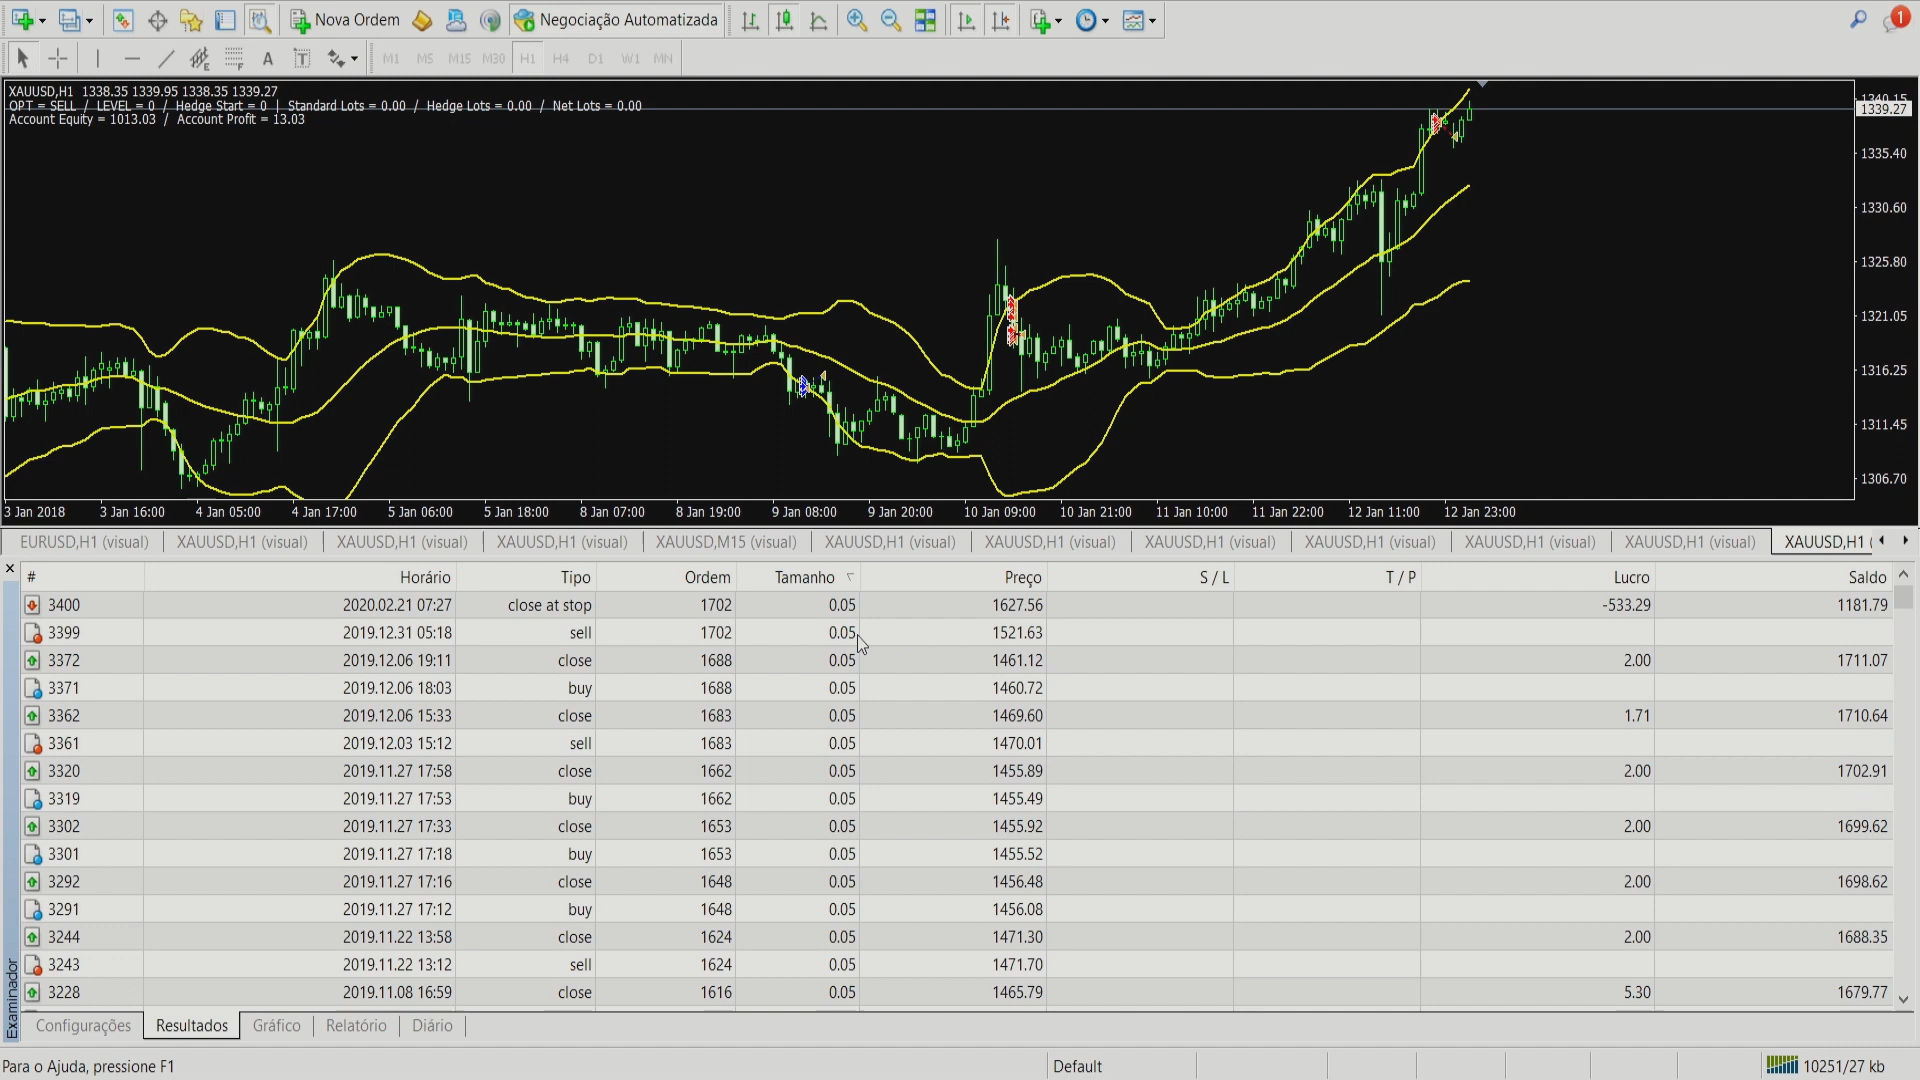 Nova Ordem Negociação Automatizada 1
A T M1 M5 M15 M30 H1 H4 D1 W1 MN
XAUUSD,H1 1338.35 1339.95 1338.35 1339.27
OPT = SELL / LEVEL = 0 / Hedge Start = 0 | Standard Lots = 0.00 / Hedge Lots = 0.00 / Net Lots = 0.00
Account Equity = 1013.03 / Account Profit = 13.03
1340.15
1339.27
1335.40
1330.60
1325.80
1321.05
1316.25
1311.45
1306.70
3 Jan 2018 3 Jan 16:00 4 Jan 05:00 4 Jan 17:00 5 Jan 06:00 5 Jan 18:00 8 Jan 07:00 8 Jan 19:00 9 Jan 08:00 9 Jan 20:00 10 Jan 09:00 10 Jan 21:00 11 Jan 10:00 11 Jan 22:00 12 Jan 11:00 12 Jan 23:00
EURUSD,H1 (visual) XAUUSD,H1 (visual) XAUUSD,H1 (visual) XAUUSD,H1 (visual) XAUUSD,M15 (visual) XAUUSD,H1 (visual) XAUUSD,H1 (visual) XAUUSD,H1 (visual) XAUUSD,H1 (visual) XAUUSD,H1 (visual) XAUUSD,H1 (visual) XAUUSD,H1 (
# Horário Tipo Ordem Tamanho Preço S / L T / P Lucro Saldo
3400 2020.02.21 07:27 close at stop 1702 0.05 1627.56 -533.29 1181.79
3399 2019.12.31 05:18 sell 1702 0.05 1521.63
3372 2019.12.06 19:11 close 1688 0.05 1461.12 2.00 1711.07
3371 2019.12.06 18:03 buy 1688 0.05 1460.72
3362 2019.12.06 15:33 close 1683 0.05 1469.60 1.71 1710.64
3361 2019.12.03 15:12 sell 1683 0.05 1470.01
3320 2019.11.27 17:58 close 1662 0.05 1455.89 2.00 1702.91
3319 2019.11.27 17:53 buy 1662 0.05 1455.49
3302 2019.11.27 17:33 close 1653 0.05 1455.92 2.00 1699.62
3301 2019.11.27 17:18 buy 1653 0.05 1455.52
3292 2019.11.27 17:16 close 1648 0.05 1456.48 2.00 1698.62
3291 2019.11.27 17:12 buy 1648 0.05 1456.08
3244 2019.11.22 13:58 close 1624 0.05 1471.30 2.00 1688.35
3243 2019.11.22 13:12 sell 1624 0.05 1471.70
3228 2019.11.08 16:59 close 1616 0.05 1465.79 5.30 1679.77
Examinador
Configurações Resultados Gráfico Relatório Diário
Para o Ajuda, pressione F1 Default 10251/27 kb